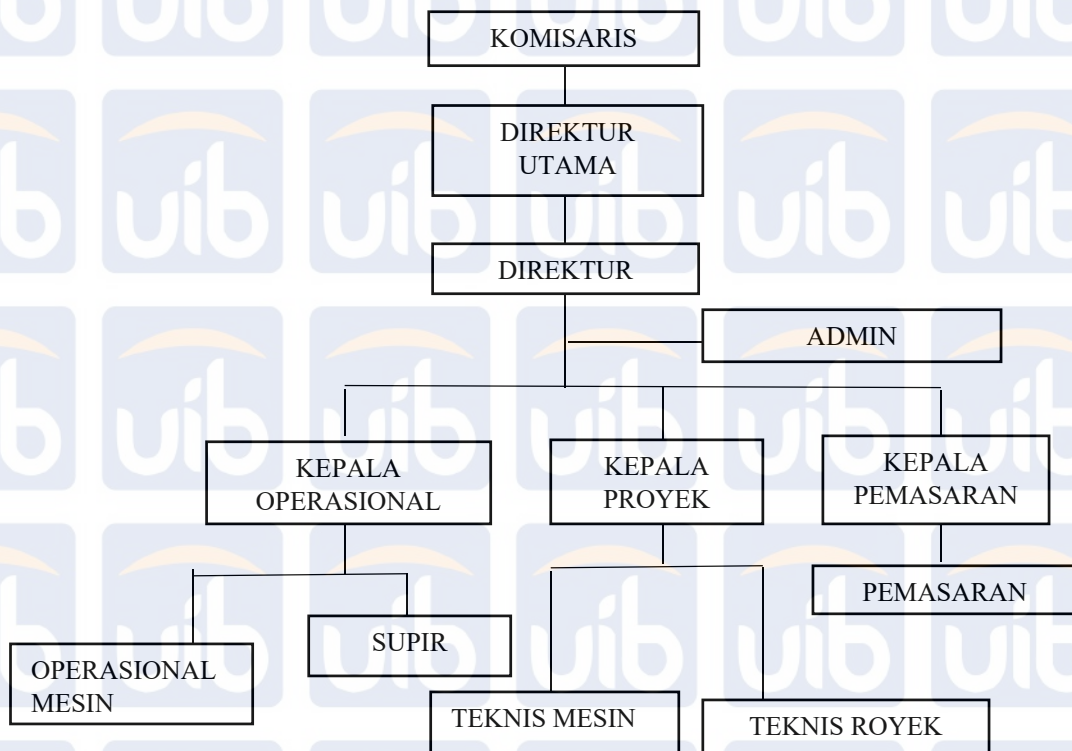 KOMISARIS
DIREKTUR
UTAMA
DIREKTUR
ADMIN
KEPALA
OPERASIONAL
KEPALA
PROYEK
KEPALA
PEMASARAN
PEMASARAN
SUPIR
OPERASIONAL
MESIN
TEKNIS MESIN
TEKNIS ROYEK
uib